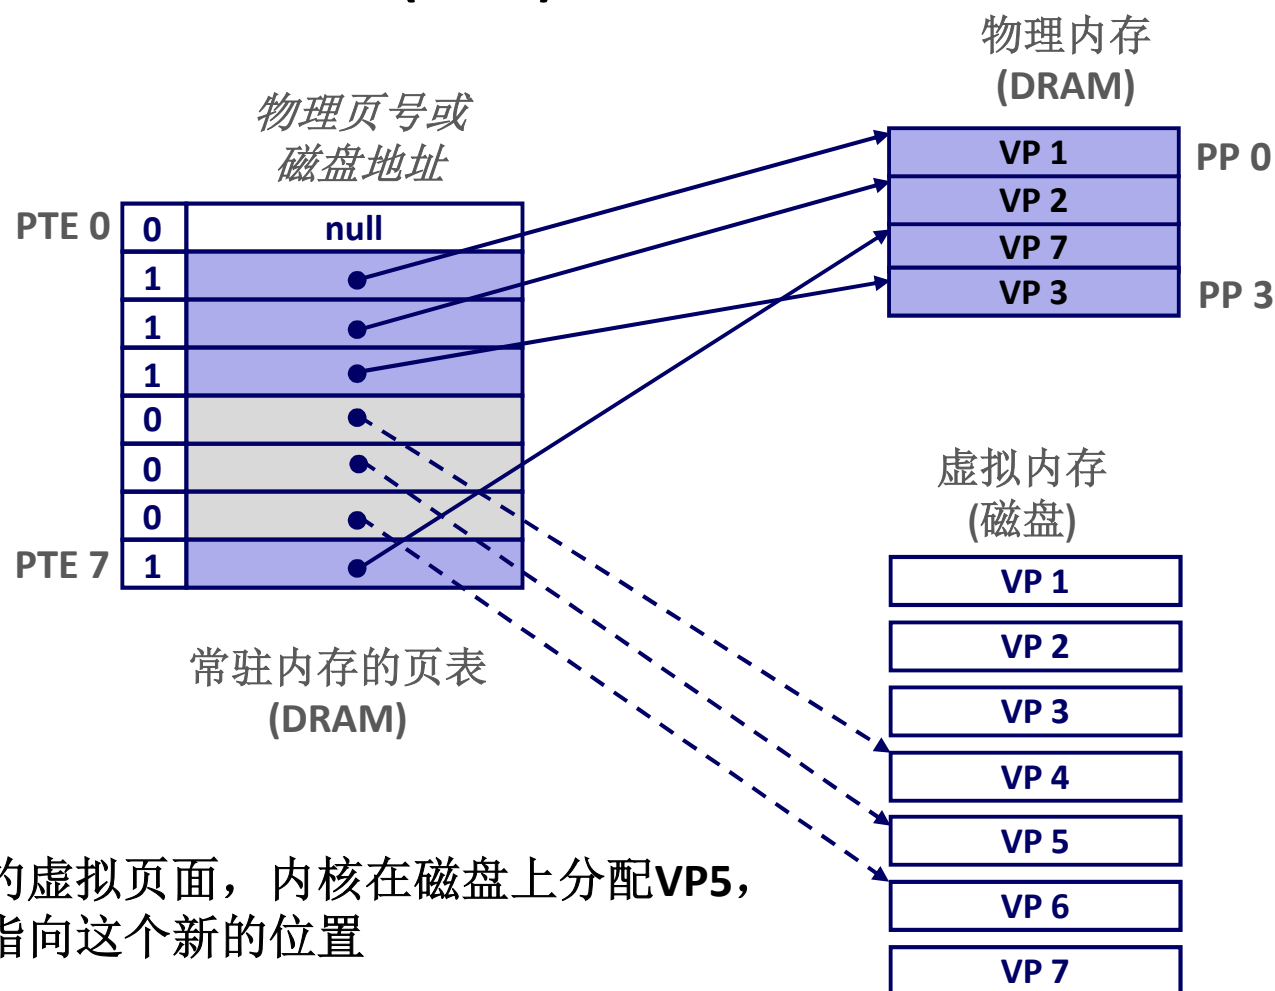 物理内存
(DRAM)
物理页号或
磁盘地址
VP 1
PP 0
VP 2
VP 7
VP 3
PP 3
PTE 0
0
null
1
1
1
0
0
0
PTE 7
1
常驻内存的页表
(DRAM)
虚拟内存
(磁盘)
VP 1
VP 2
VP 3
VP 4
VP 5
VP 6
VP 7
的虚拟页面，内核在磁盘上分配VP5，
指向这个新的位置